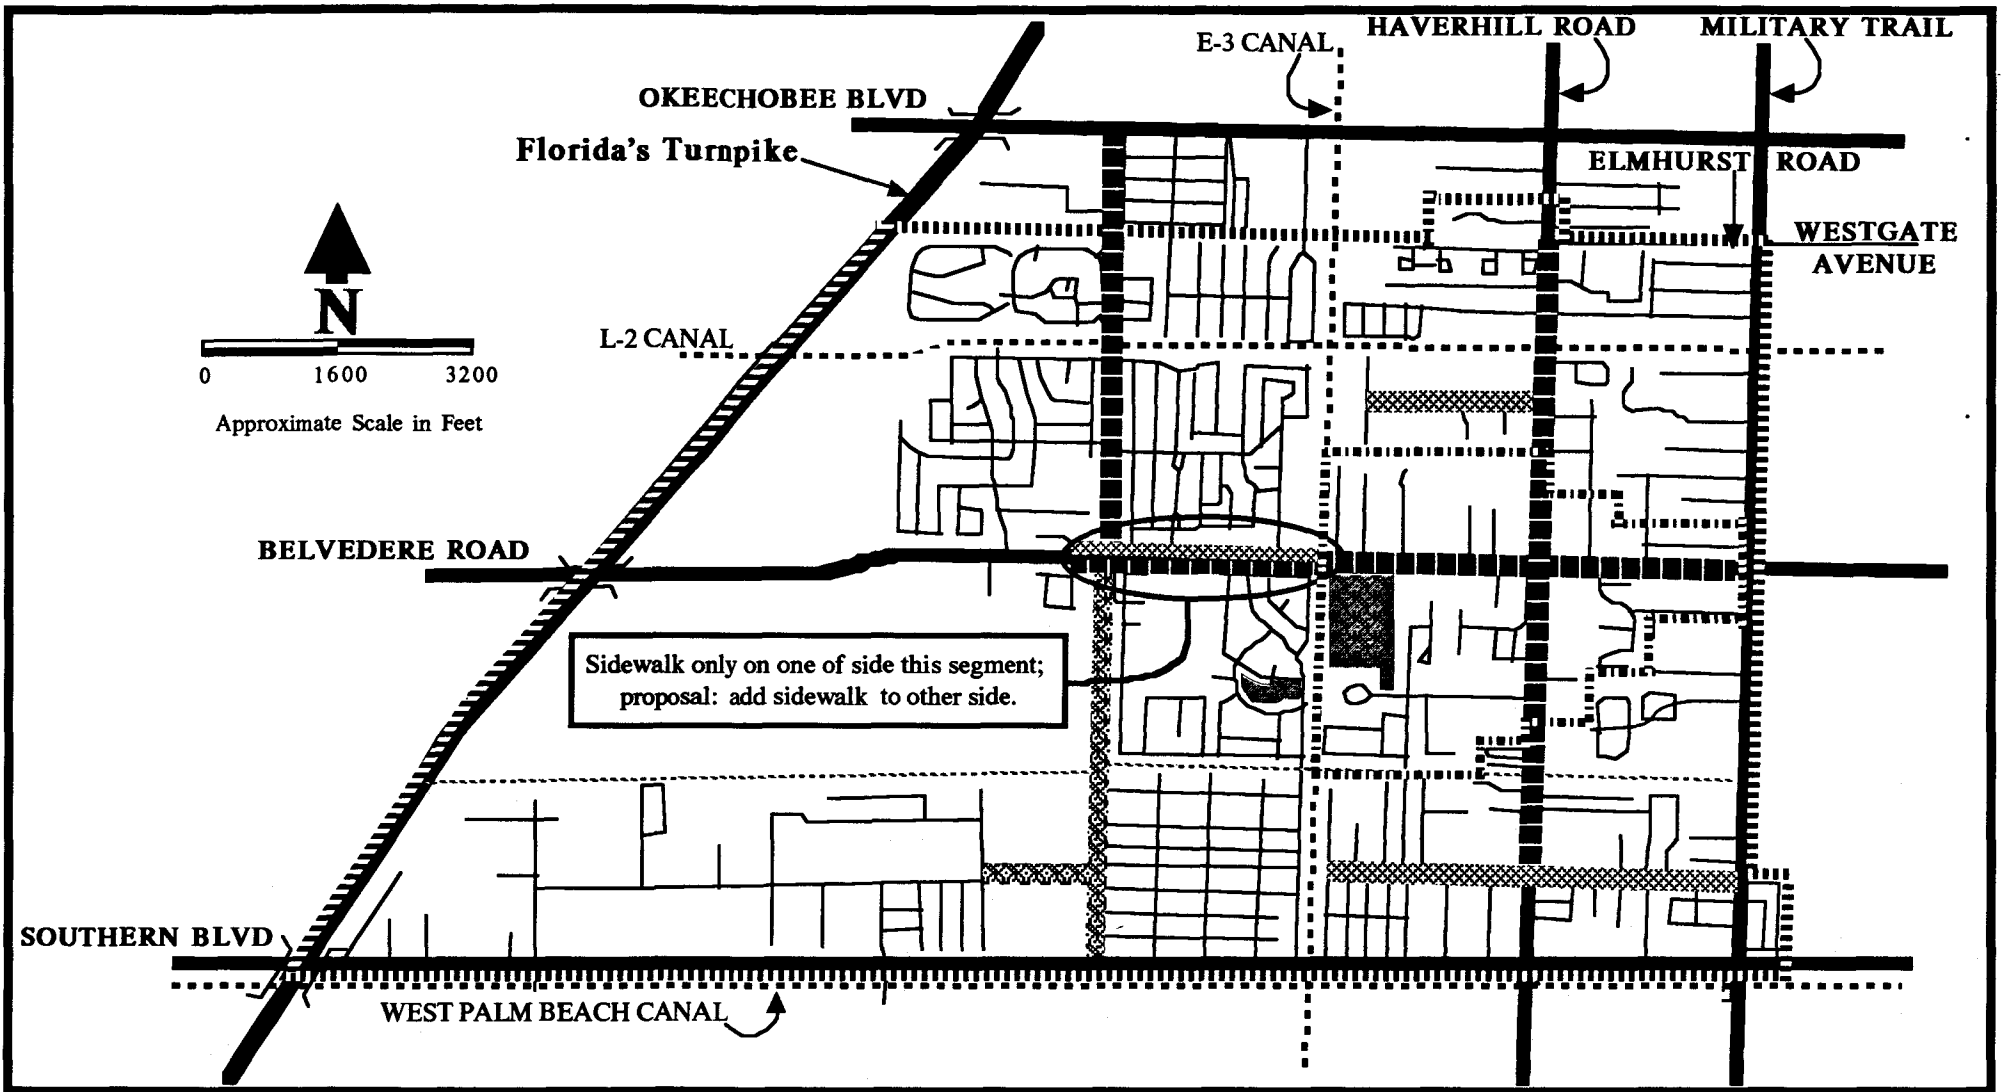 HAVERHILL ROAD
MILITARY TRAIL
E-3 CANAL
OKEECHOBEE BLVD
Florida's Turnpike
ELMHURST ROAD
WESTGATE
AVENUE
N
L-2 CANAL
0 1600 3200
Approximate Scale in Feet
BELVEDERE ROAD
Sidewalk only on one of side this segment;
proposal: add sidewalk to other side.
SOUTHERN BLVD
WEST PALM BEACH CANAL